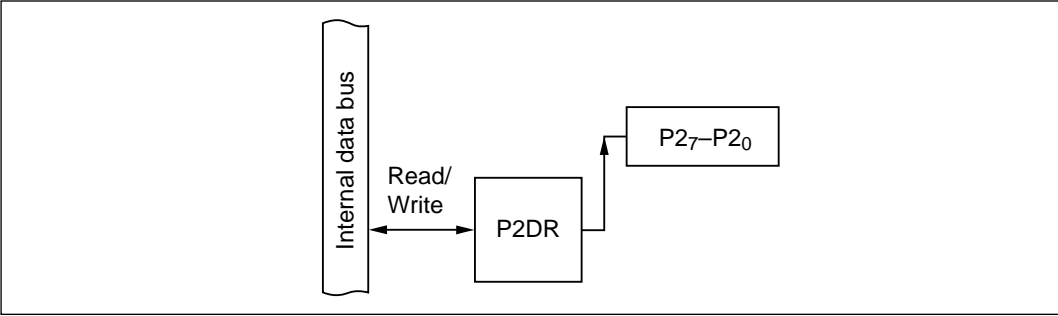 Internal data bus
Read/
Write
P2DR
P2₇–P2₀